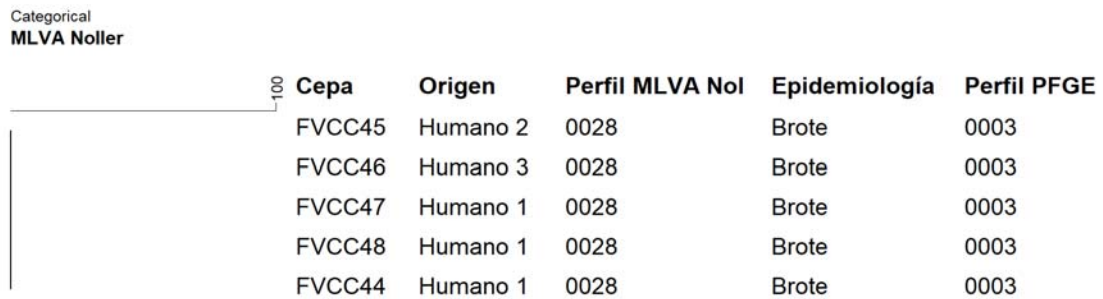 Categorical
MLVA Noller
100 Cepa Origen Perfil MLVA Nol Epidemiología Perfil PFGE
FVCC45 Humano 2 0028 Brote 0003
FVCC46 Humano 3 0028 Brote 0003
FVCC47 Humano 1 0028 Brote 0003
FVCC48 Humano 1 0028 Brote 0003
FVCC44 Humano 1 0028 Brote 0003